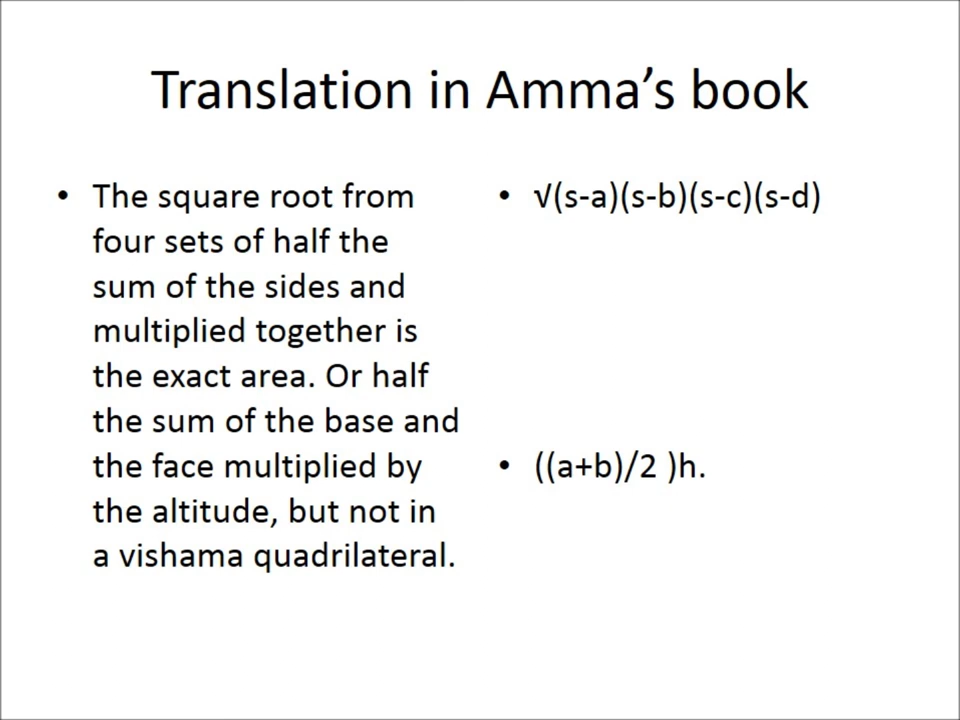 Translation in Amma’s book
• The square root from
four sets of half the
sum of the sides and
multiplied together is
the exact area. Or half
the sum of the base and
the face multiplied by
the altitude, but not in
a vishama quadrilateral.
• √(s-a)(s-b)(s-c)(s-d)
• ((a+b)/2 )h.